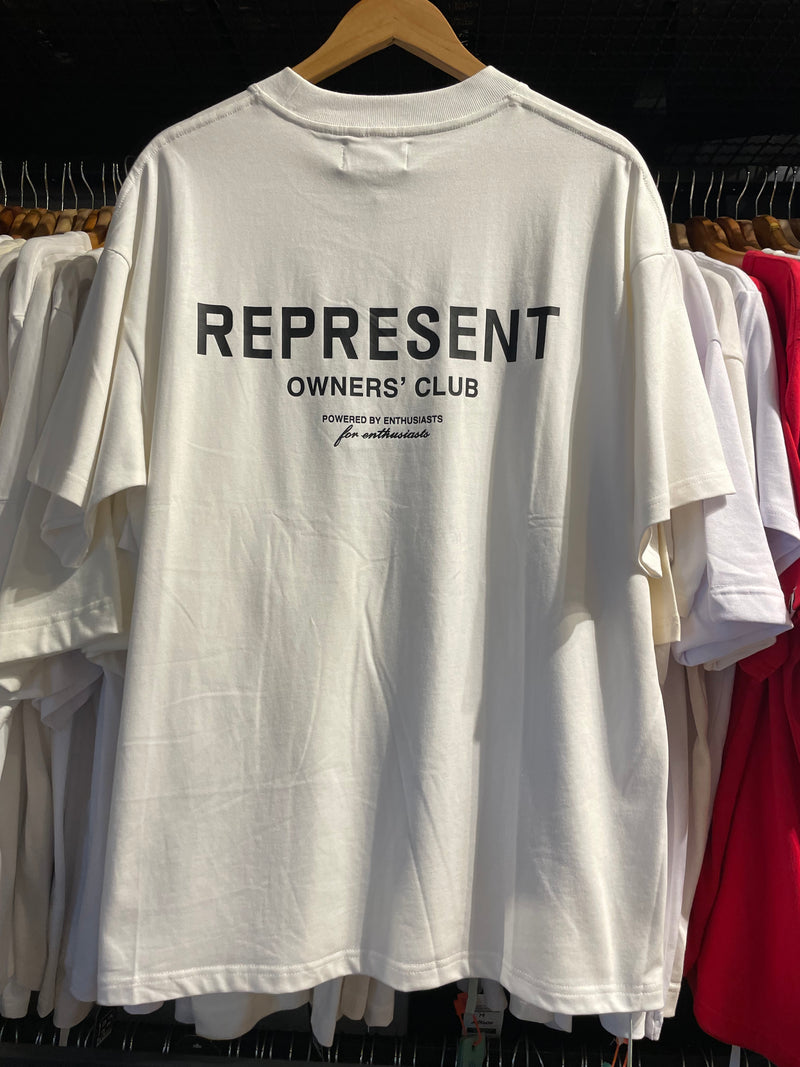 REPRESENT
OWNERS’ CLUB
POWERED BY ENTHUSIASTS
for enthusiasts